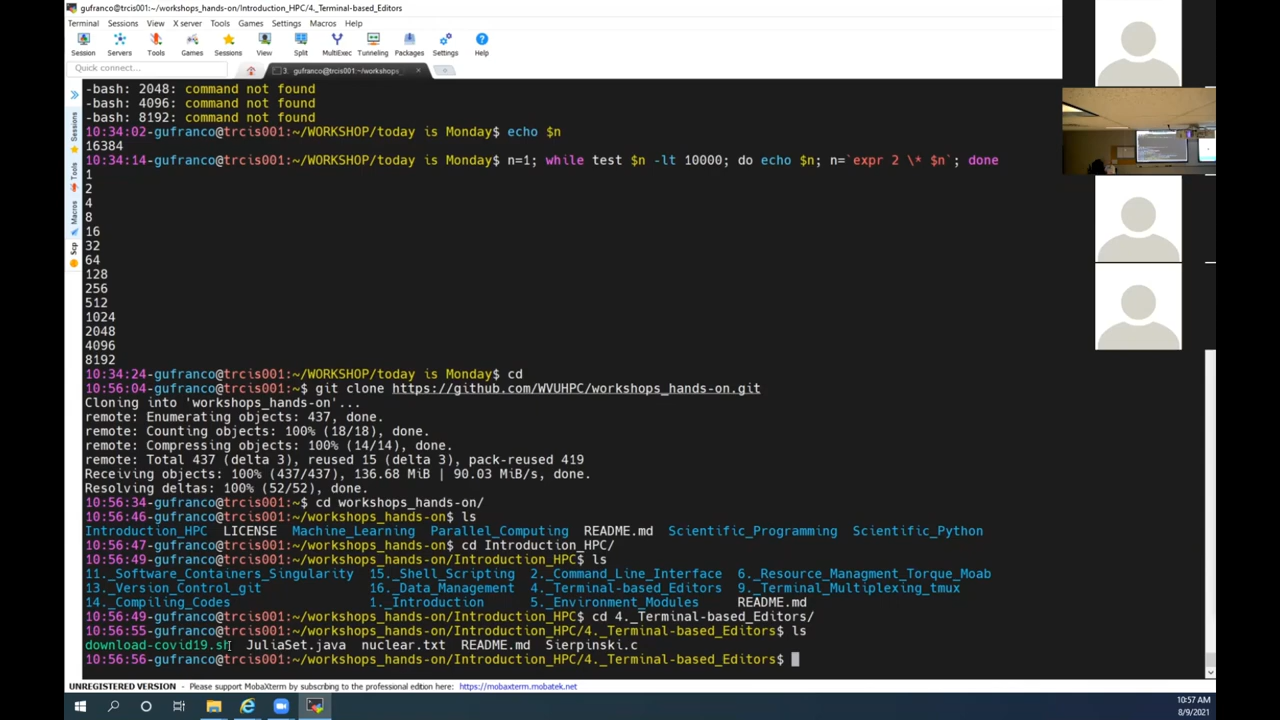 gufranco@trcis001:~/workshops_hands-on/Introduction_HPC/4._Terminal-based_Editors
Terminal Sessions View X server Tools Games Settings Macros Help
Session Servers Tools Games Sessions View Split MultiExec Tunneling Packages Settings Help
Quick connect...
3. gufranco@trcis001:~/workshops_
Sessions
Tools
Macros
Scp
-bash: 2048: command not found
-bash: 4096: command not found
-bash: 8192: command not found
10:34:02-gufranco@trcis001:~/WORKSHOP/today is Monday$ echo $n
16384
10:34:14-gufranco@trcis001:~/WORKSHOP/today is Monday$ n=1; while test $n -lt 10000; do echo $n; n=`expr 2 \* $n`; done
1
2
4
8
16
32
64
128
256
512
1024
2048
4096
8192
10:34:24-gufranco@trcis001:~/WORKSHOP/today is Monday$ cd
10:56:04-gufranco@trcis001:~$ git clone https://github.com/WVUHPC/workshops_hands-on.git
Cloning into 'workshops_hands-on'...
remote: Enumerating objects: 437, done.
remote: Counting objects: 100% (18/18), done.
remote: Compressing objects: 100% (14/14), done.
remote: Total 437 (delta 3), reused 15 (delta 3), pack-reused 419
Receiving objects: 100% (437/437), 136.68 MiB | 90.03 MiB/s, done.
Resolving deltas: 100% (52/52), done.
10:56:34-gufranco@trcis001:~$ cd workshops_hands-on/
10:56:46-gufranco@trcis001:~/workshops_hands-on$ ls
Introduction_HPC LICENSE Machine_Learning Parallel_Computing README.md Scientific_Programming Scientific_Python
10:56:47-gufranco@trcis001:~/workshops_hands-on$ cd Introduction_HPC/
10:56:49-gufranco@trcis001:~/workshops_hands-on/Introduction_HPC$ ls
11._Software_Containers_Singularity 15._Shell_Scripting 2._Command_Line_Interface 6._Resource_Managment_Torque_Moab
13._Version_Control_git 16._Data_Management 4._Terminal-based_Editors 9._Terminal_Multiplexing_tmux
14._Compiling_Codes 1._Introduction 5._Environment_Modules README.md
10:56:49-gufranco@trcis001:~/workshops_hands-on/Introduction_HPC$ cd 4._Terminal-based_Editors/
10:56:55-gufranco@trcis001:~/workshops_hands-on/Introduction_HPC/4._Terminal-based_Editors$ ls
download-covid19.sh JuliaSet.java nuclear.txt README.md Sierpinski.c
10:56:56-gufranco@trcis001:~/workshops_hands-on/Introduction_HPC/4._Terminal-based_Editors$
UNREGISTERED VERSION - Please support MobaXterm by subscribing to the professional edition here: https://mobaxterm.mobatek.net
10:57 AM
8/9/2021